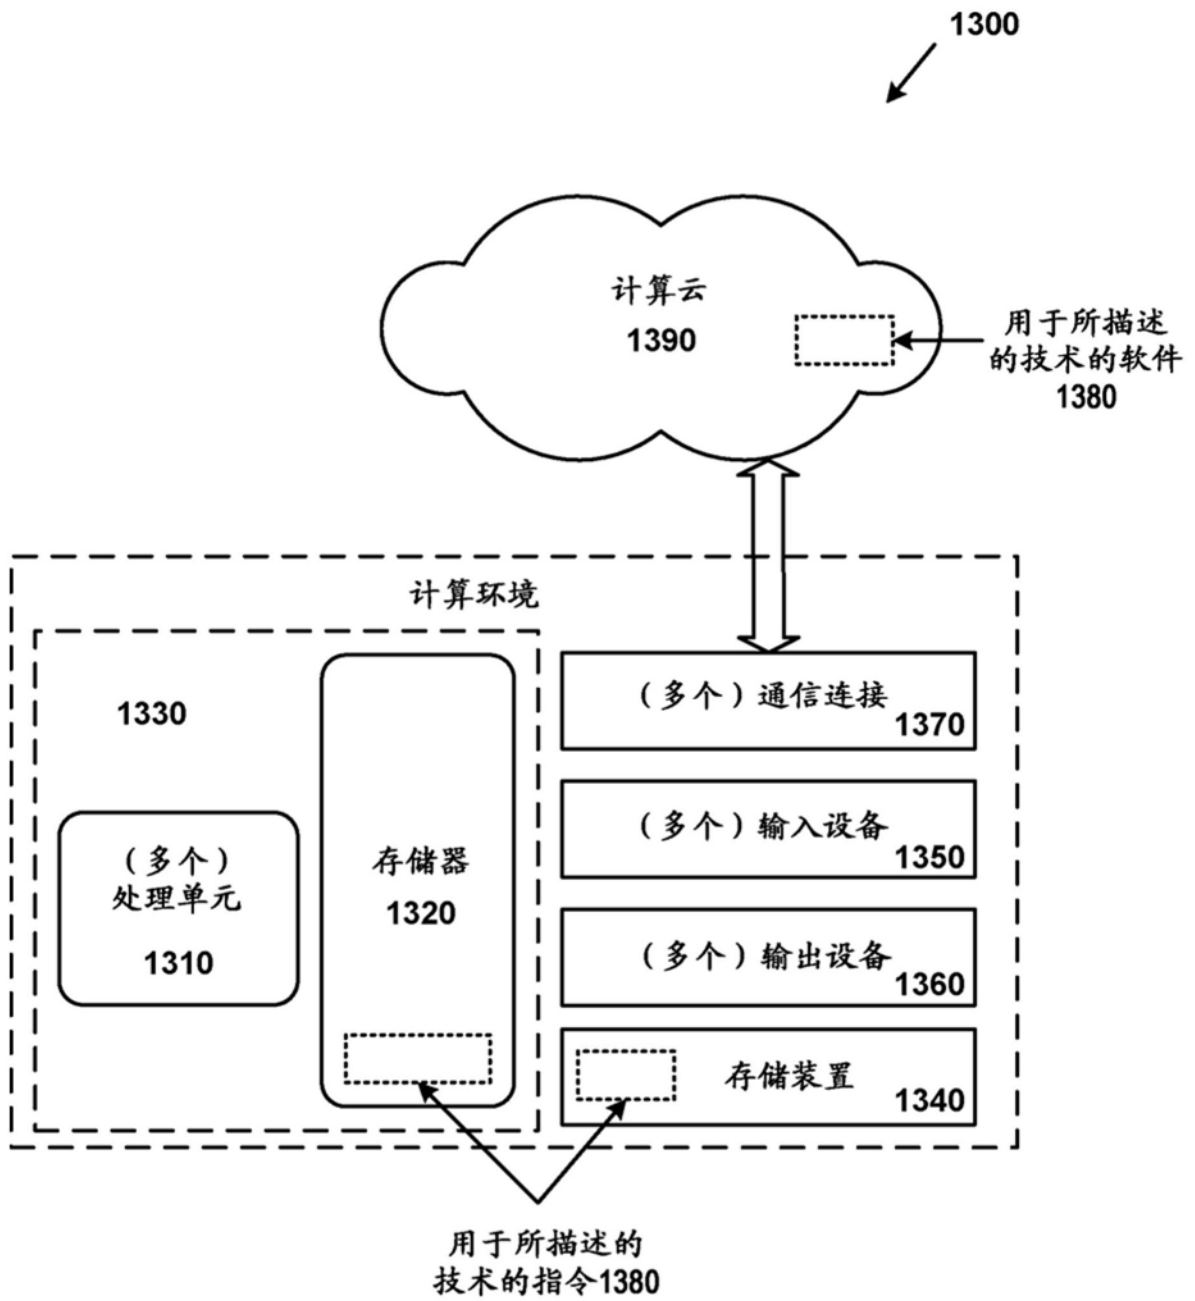 1300
计算云
1390
用于所描述
的技术的软件
1380
计算环境
1330
(多个)
处理单元
1310
存储器
1320
(多个)通信连接
1370
(多个)输入设备
1350
(多个)输出设备
1360
存储装置
1340
用于所描述的
技术的指令1380